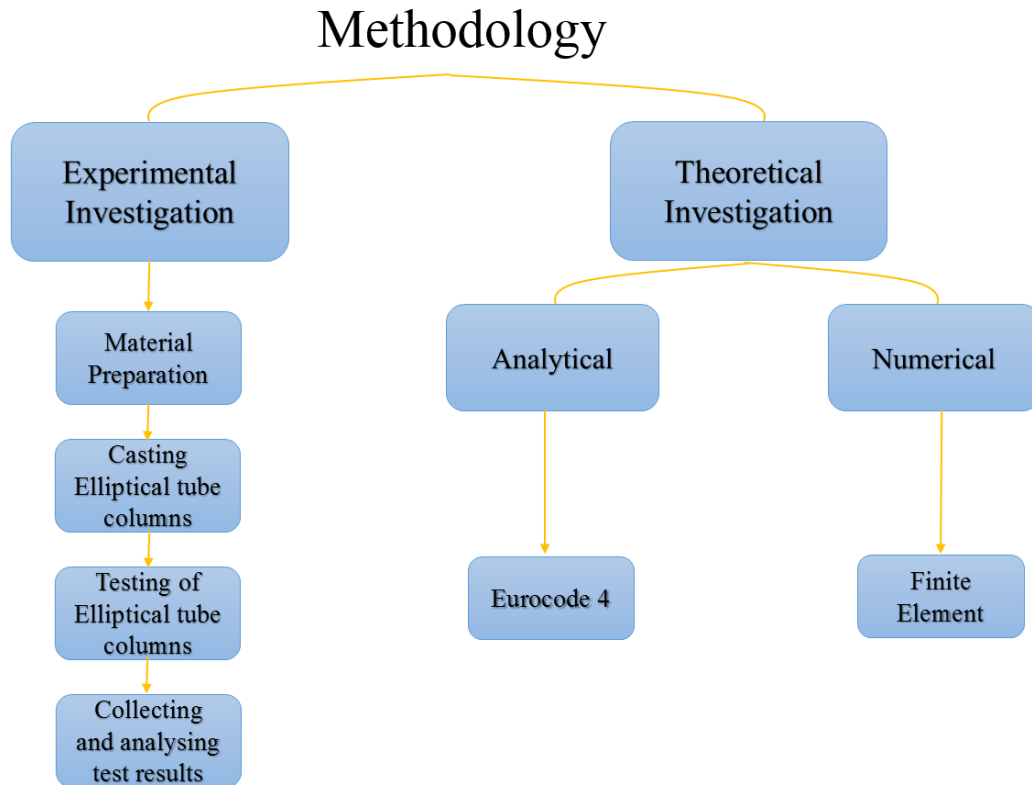 Methodology
Experimental
Investigation
Theoretical
Investigation
Material
Preparation
Casting
Elliptical tube
columns
Testing of
Elliptical tube
columns
Collecting
and analysing
test results
Analytical
Numerical
Eurocode 4
Finite
Element